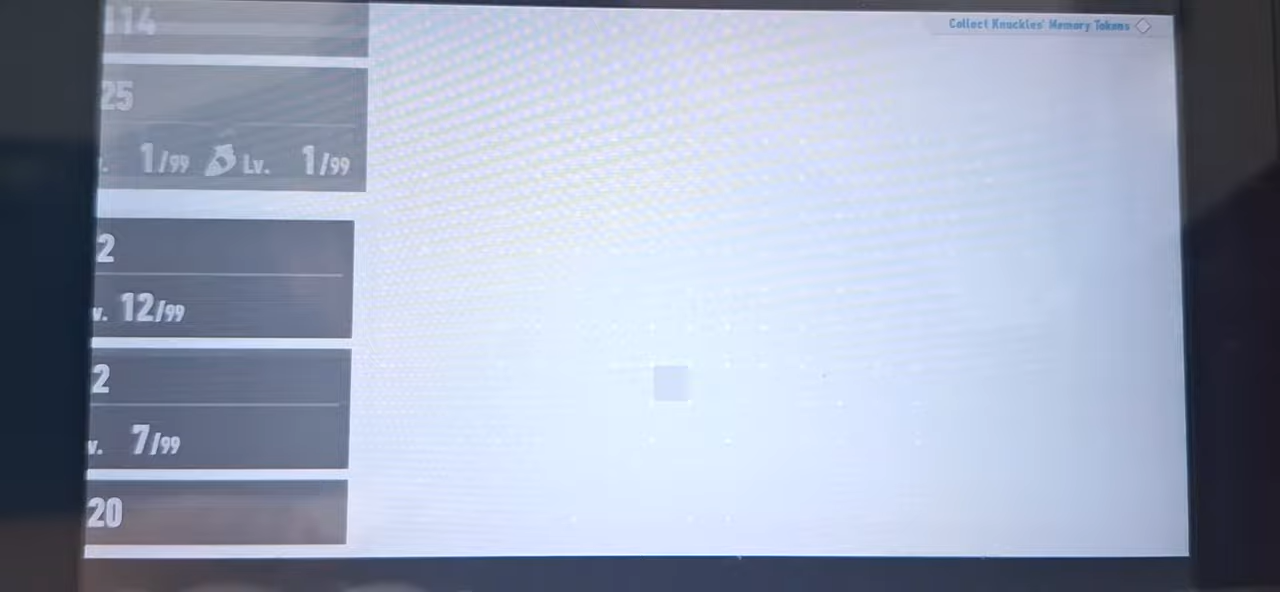 114
Collect Knuckles' Memory Tokens
25
1/99 Lv. 1/99
2
v. 12/99
2
v. 7/99
20